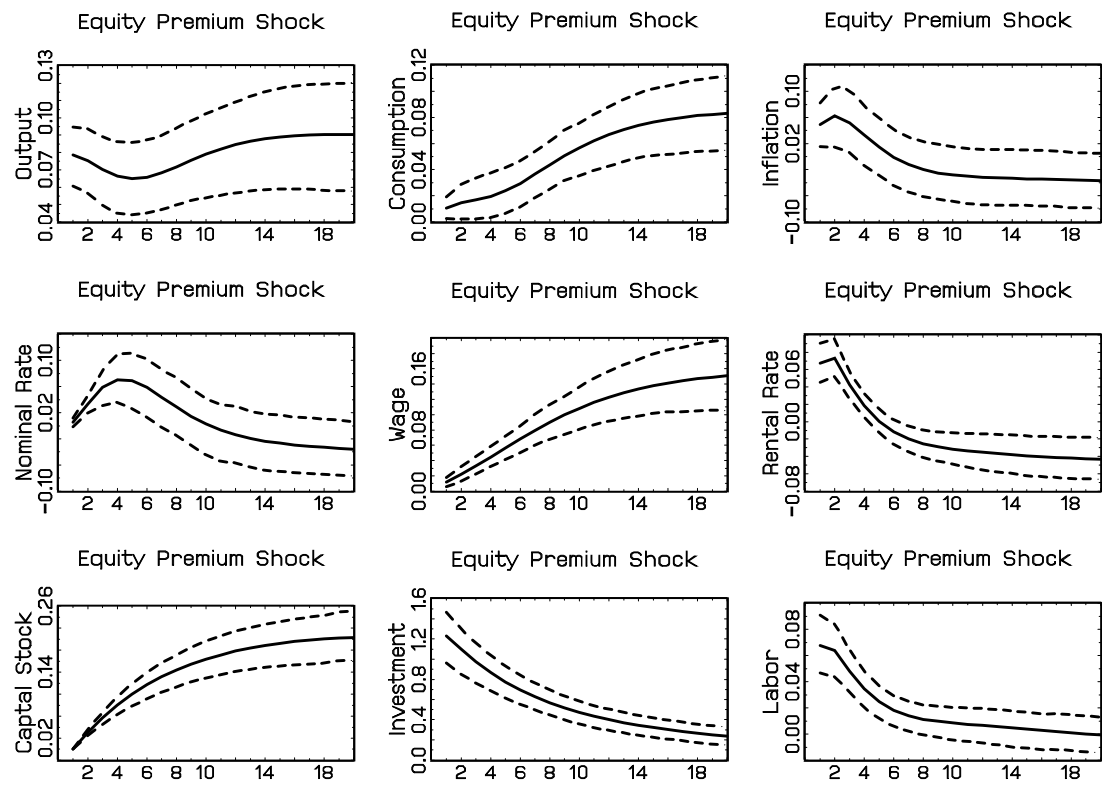 Equity Premium Shock
Equity Premium Shock
Equity Premium Shock
Output
0.04 0.07 0.10 0.13
2 4 6 8 10 14 18
Consumption
0.00 0.04 0.08 0.12
2 4 6 8 10 14 18
Inflation
-0.10 0.02 0.10
2 4 6 8 10 14 18
Equity Premium Shock
Equity Premium Shock
Equity Premium Shock
Nominal Rate
-0.10 0.02 0.10
2 4 6 8 10 14 18
Wage
0.00 0.08 0.16
2 4 6 8 10 14 18
Rental Rate
-0.08 0.00 0.06
2 4 6 8 10 14 18
Equity Premium Shock
Equity Premium Shock
Equity Premium Shock
Captal Stock
0.02 0.14 0.26
2 4 6 8 10 14 18
Investment
0.0 0.4 0.8 1.2 1.6
2 4 6 8 10 14 18
Labor
0.00 0.04 0.08
2 4 6 8 10 14 18